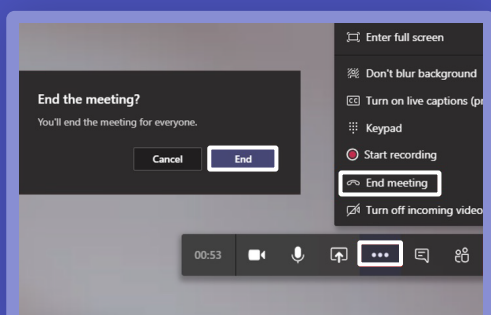 Enter full screen
Don't blur background
CC Turn on live captions (pr
Keypad
Start recording
End meeting
Turn off incoming video
End the meeting?
You'll end the meeting for everyone.
Cancel End
00:53